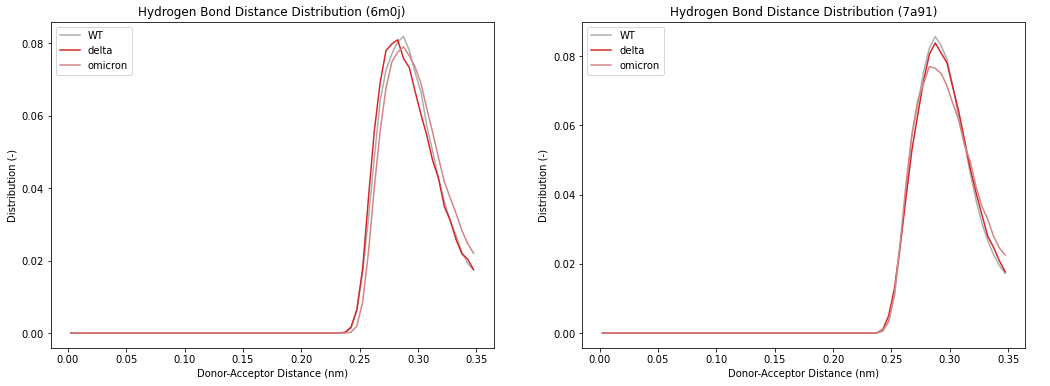 Hydrogen Bond Distance Distribution (6m0j)
WT
delta
omicron
0.08
0.06
0.04
0.02
0.00
Distribution (-)
0.00 0.05 0.10 0.15 0.20 0.25 0.30 0.35
Donor-Acceptor Distance (nm)
Hydrogen Bond Distance Distribution (7a91)
WT
delta
omicron
0.08
0.06
0.04
0.02
0.00
Distribution (-)
0.00 0.05 0.10 0.15 0.20 0.25 0.30 0.35
Donor-Acceptor Distance (nm)